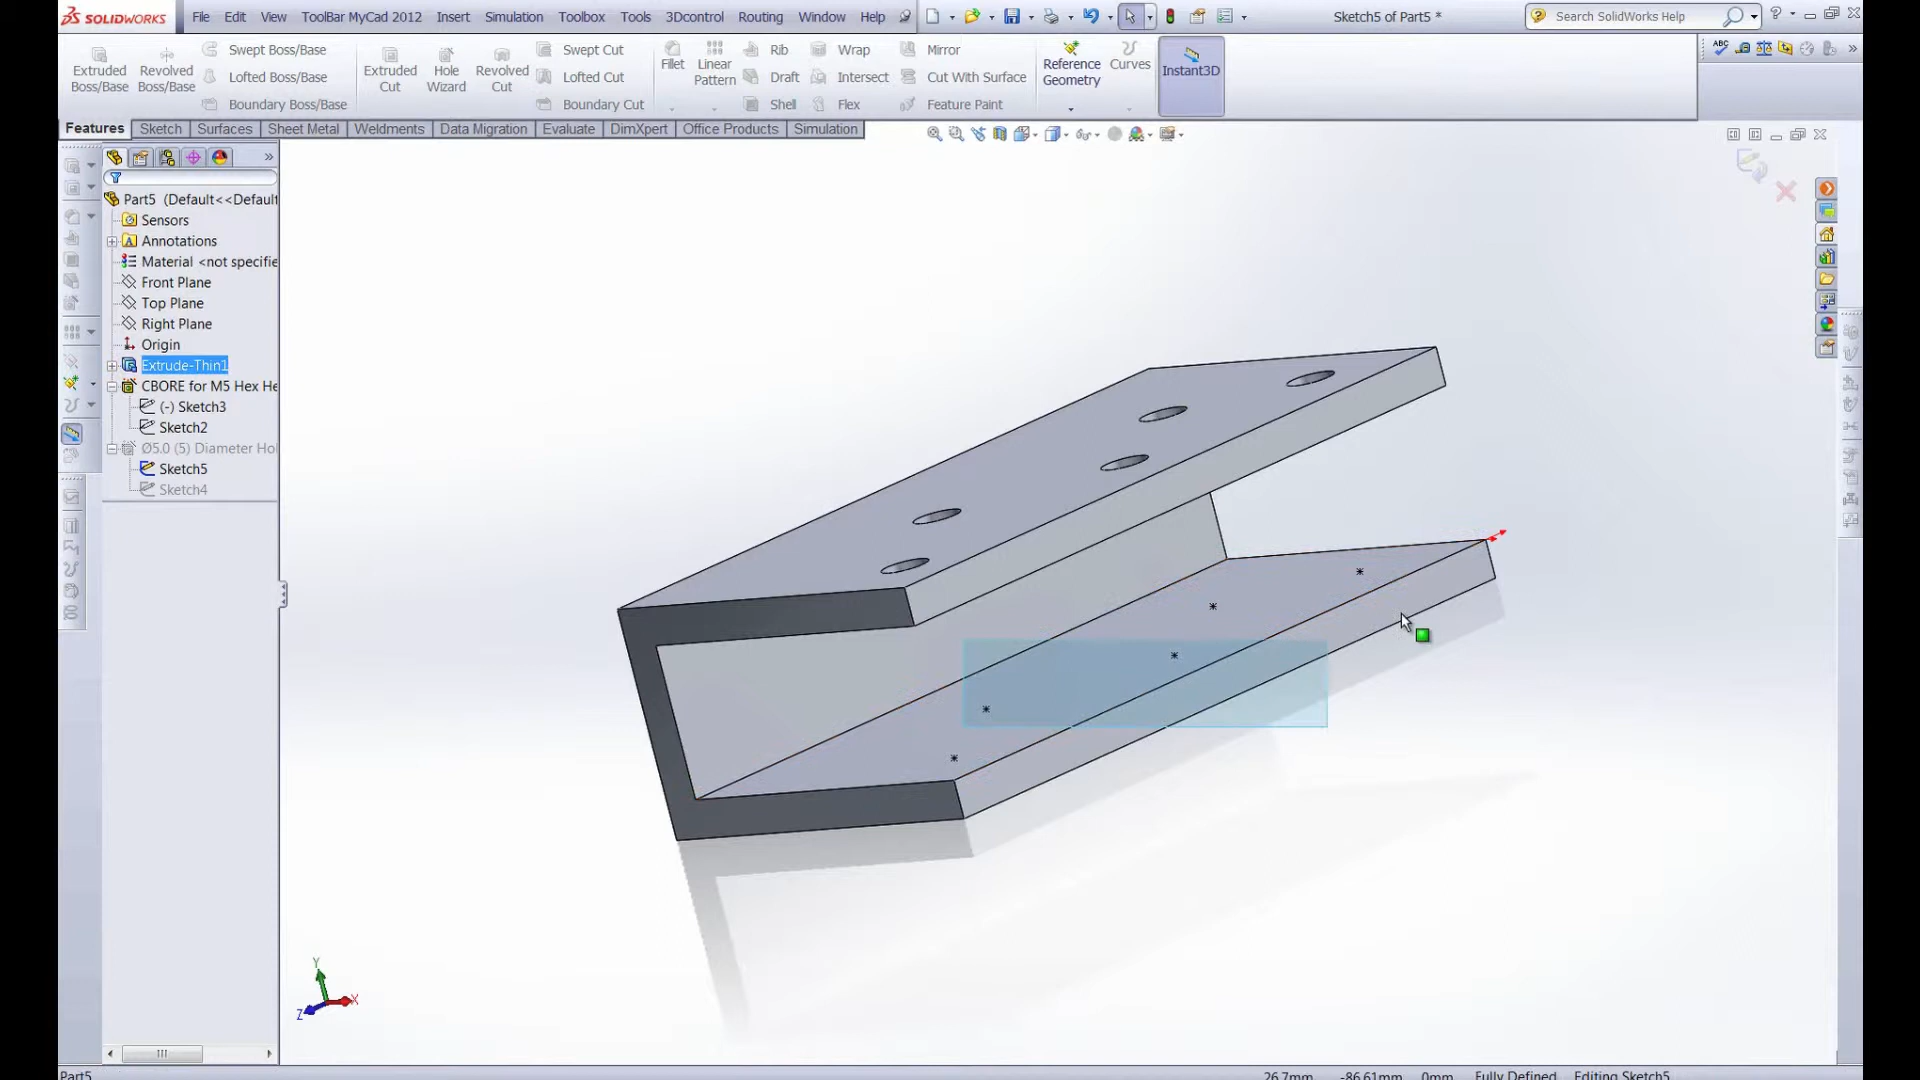 SOLIDWORKS File Edit View ToolBar MyCad 2012 Insert Simulation Toolbox Tools 3Dcontrol Routing Window Help Sketch5 of Part5 * Search SolidWorks Help
Extruded Boss/Base
Revolved Boss/Base
Swept Boss/Base
Lofted Boss/Base
Boundary Boss/Base
Extruded Cut
Hole Wizard
Revolved Cut
Swept Cut
Lofted Cut
Boundary Cut
Fillet
Linear Pattern
Rib
Draft
Shell
Wrap
Intersect
Flex
Mirror
Cut With Surface
Feature Paint
Reference Geometry
Curves
Instant3D
ABC
Features Sketch Surfaces Sheet Metal Weldments Data Migration Evaluate DimXpert Office Products Simulation
Part5 (Default<<Default
Sensors
Annotations
Material <not specifie
Front Plane
Top Plane
Right Plane
Origin
Extrude-Thin1
CBORE for M5 Hex He
(-) Sketch3
Sketch2
Ø5.0 (5) Diameter Ho
Sketch5
Sketch4
Y
X
Z
Part5 26.7mm -86.61mm 0mm Fully Defined Editing Sketch5